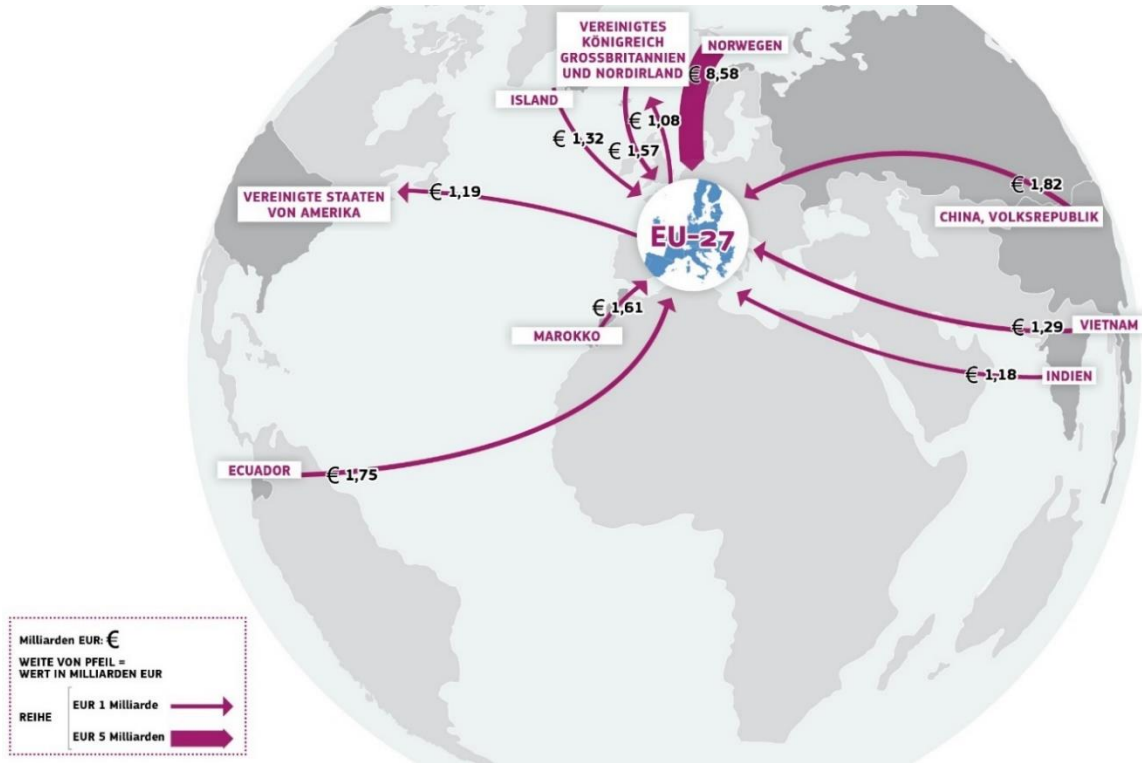 VEREINIGTES
KÖNIGREICH
GROSSBRITANNIEN
UND NORDIRLAND
NORWEGEN
€ 8,58
ISLAND
€ 1,08
€ 1,32
€ 1,57
VEREINIGTE STAATEN
VON AMERIKA
€ 1,19
€ 1,82
CHINA, VOLKSREPUBLIK
EU-27
€ 1,61
MAROKKO
€ 1,29
VIETNAM
€ 1,18
INDIEN
ECUADOR
€ 1,75
Milliarden EUR: €
WEITE VON PFEIL =
WERT IN MILLIARDEN EUR
REIHE
EUR 1 Milliarde
EUR 5 Milliarden